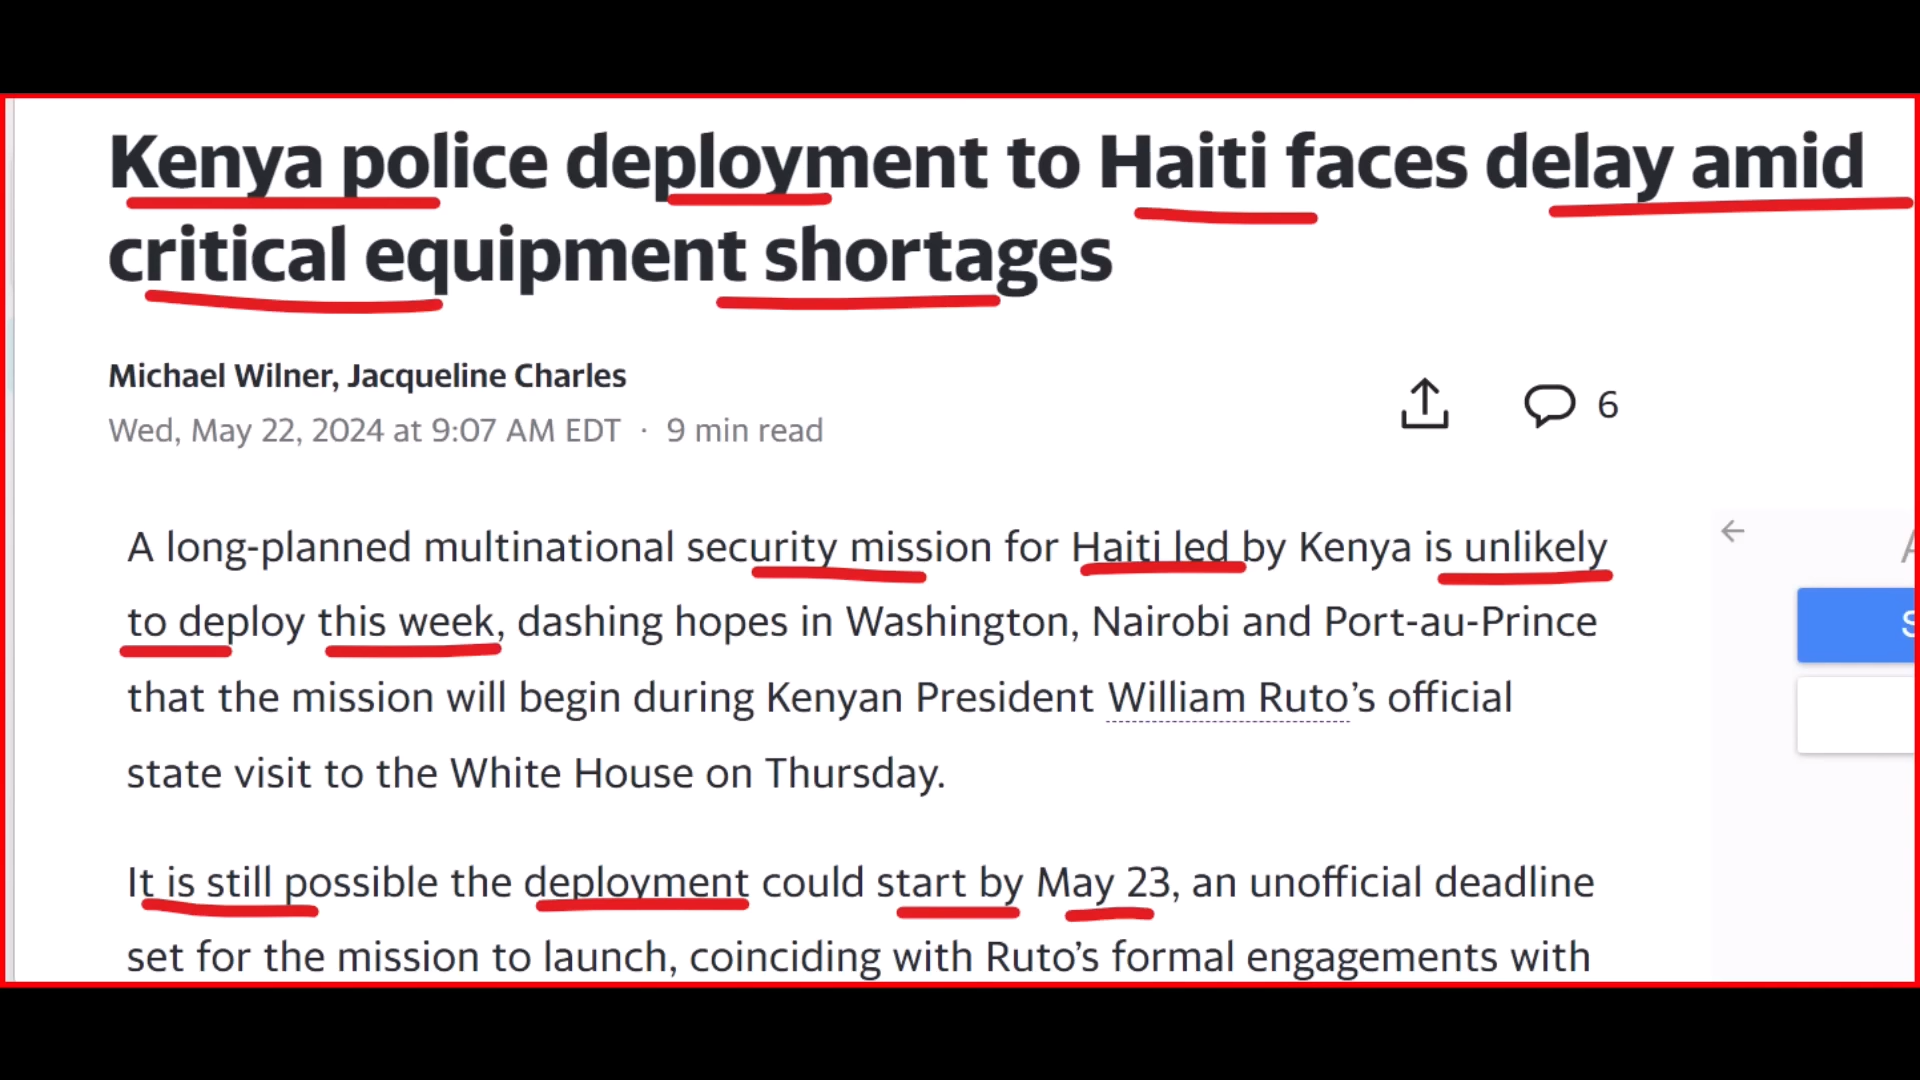 Kenya police deployment to Haiti faces delay amid
critical equipment shortages
Michael Wilner, Jacqueline Charles
Wed, May 22, 2024 at 9:07 AM EDT · 9 min read
6
A long-planned multinational security mission for Haiti led by Kenya is unlikely
to deploy this week, dashing hopes in Washington, Nairobi and Port-au-Prince
that the mission will begin during Kenyan President William Ruto's official
state visit to the White House on Thursday.
It is still possible the deployment could start by May 23, an unofficial deadline
set for the mission to launch, coinciding with Ruto's formal engagements with